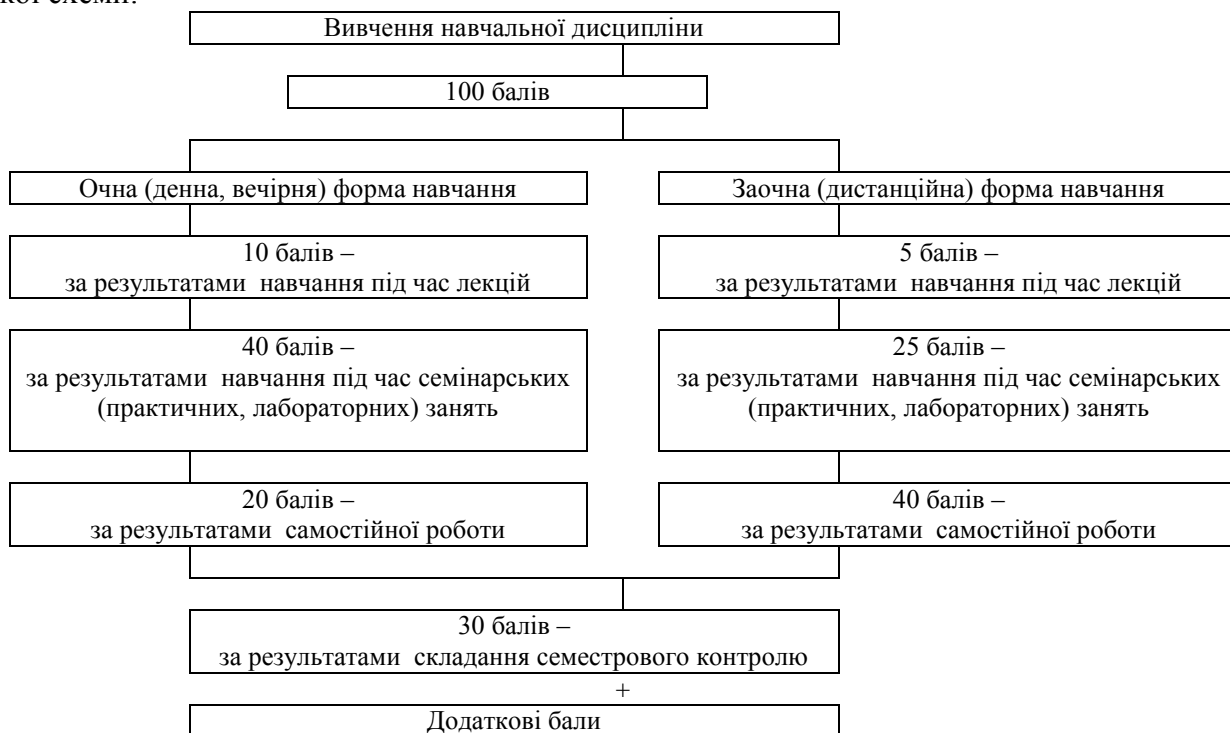 Вивчення навчальної дисципліни
100 балів
Очна (денна, вечірня) форма навчання
Заочна (дистанційна) форма навчання
10 балів –
за результатами навчання під час лекцій
5 балів –
за результатами навчання під час лекцій
40 балів –
за результатами навчання під час семінарських
(практичних, лабораторних) занять
25 балів –
за результатами навчання під час семінарських
(практичних, лабораторних) занять
20 балів –
за результатами самостійної роботи
40 балів –
за результатами самостійної роботи
30 балів –
за результатами складання семестрового контролю
+
Додаткові бали